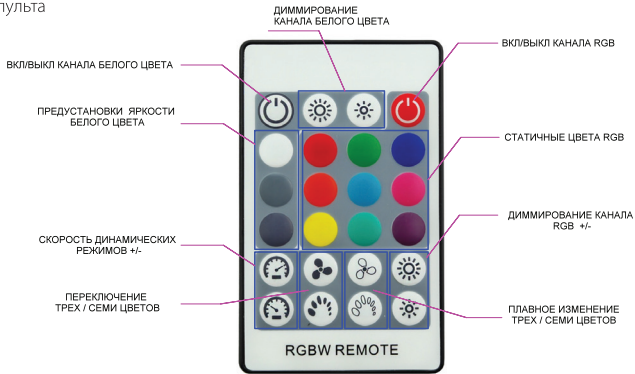 пульта
ДИММИРОВАНИЕ
КАНАЛА БЕЛОГО ЦВЕТА
ВКЛ/ВЫКЛ КАНАЛА RGB
ВКЛ/ВЫКЛ КАНАЛА БЕЛОГО ЦВЕТА
ПРЕДУСТАНОВКИ ЯРКОСТИ
БЕЛОГО ЦВЕТА
СТАТИЧНЫЕ ЦВЕТА RGB
ДИММИРОВАНИЕ КАНАЛА
RGB +/-
СКОРОСТЬ ДИНАМИЧЕСКИХ
РЕЖИМОВ +/-
ПЕРЕКЛЮЧЕНИЕ
ТРЕХ / СЕМИ ЦВЕТОВ
ПЛАВНОЕ ИЗМЕНЕНИЕ
ТРЕХ / СЕМИ ЦВЕТОВ
RGBW REMOTE